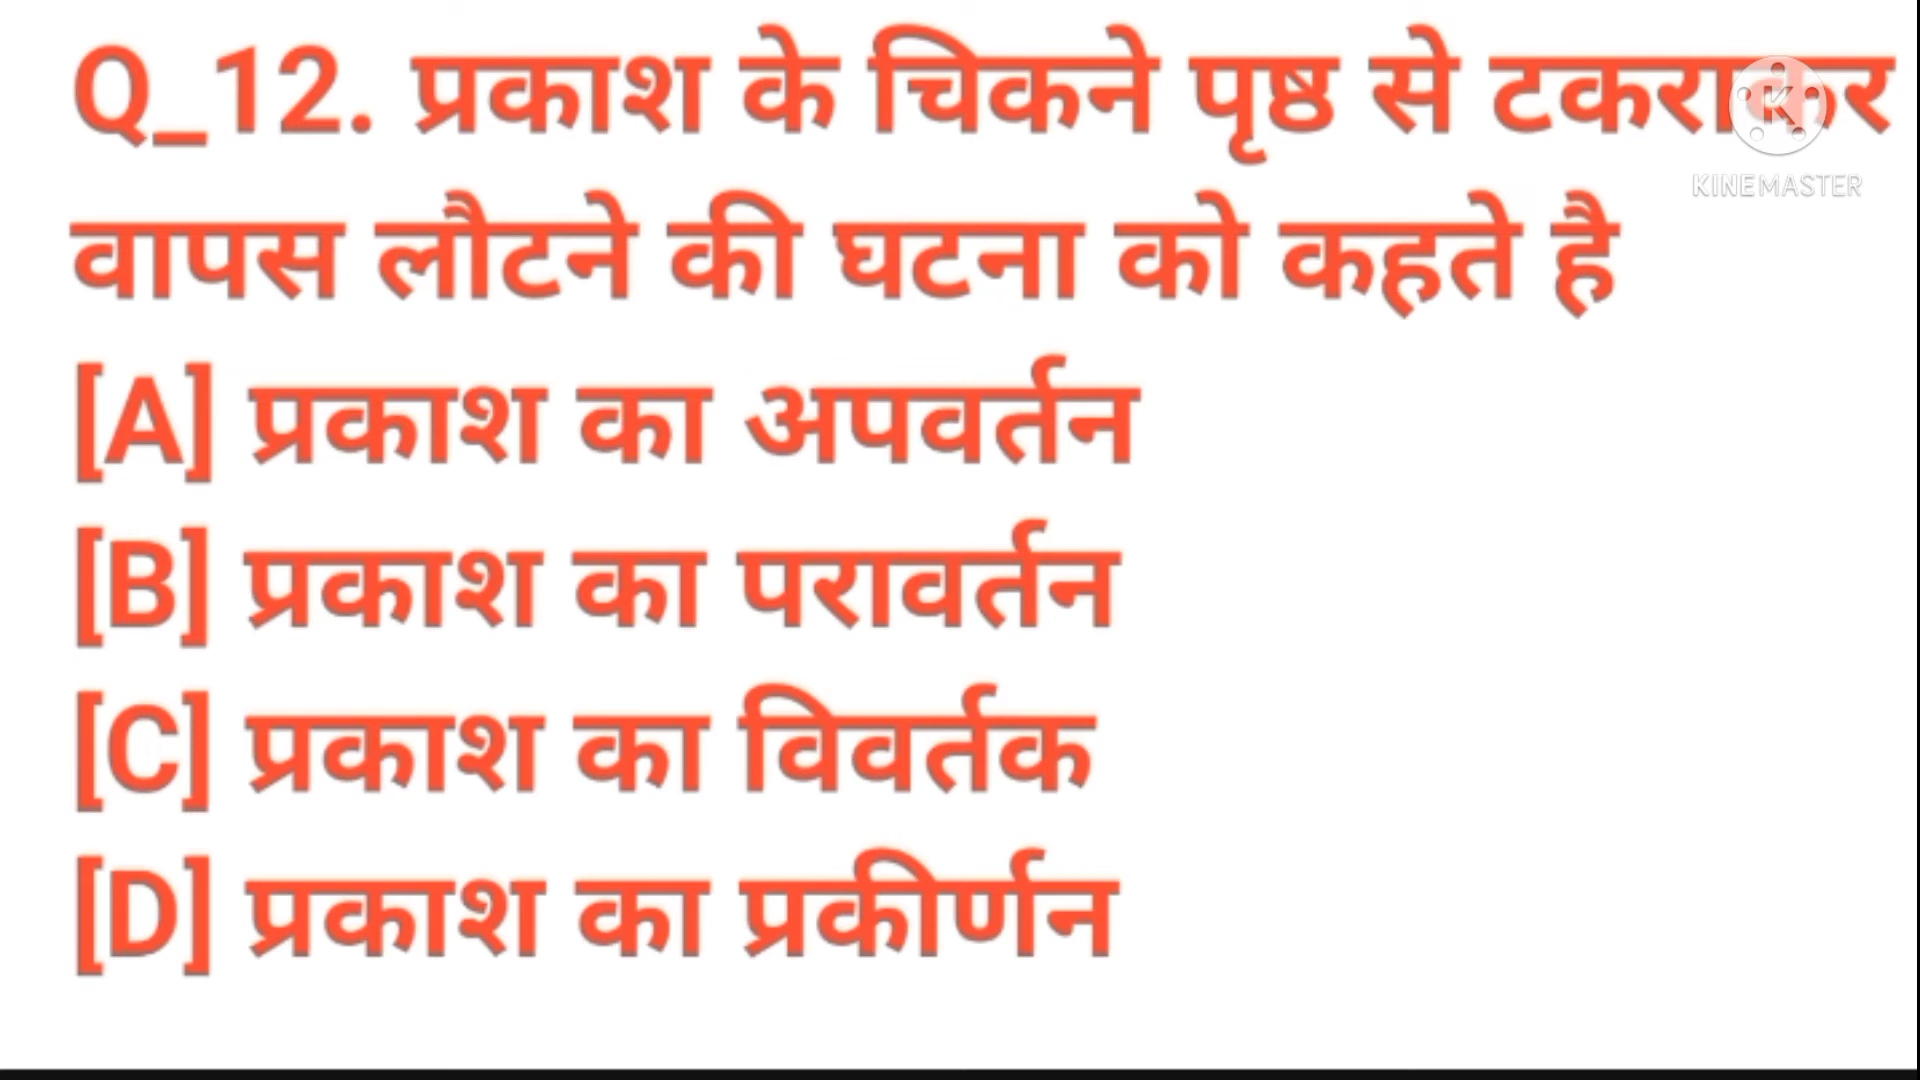 Q_12. प्रकाश के चिकने पृष्ठ से टकराकर
KINEMASTER
वापस लौटने की घटना को कहते है
[A] प्रकाश का अपवर्तन
[B] प्रकाश का परावर्तन
[C] प्रकाश का विवर्तक
[D] प्रकाश का प्रकीर्णन